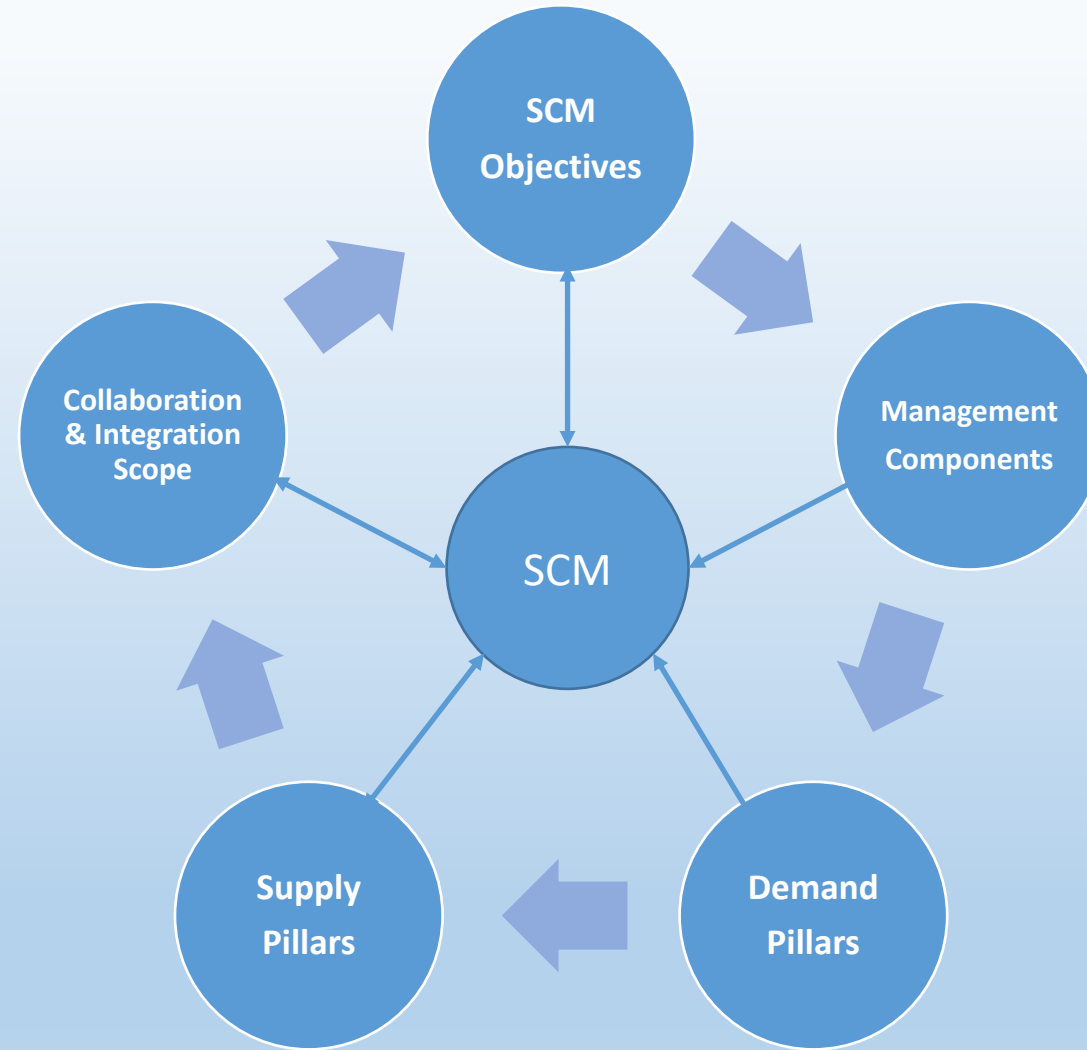 SCM
Objectives
Management
Components
Demand
Pillars
Supply
Pillars
Collaboration
& Integration
Scope
SCM